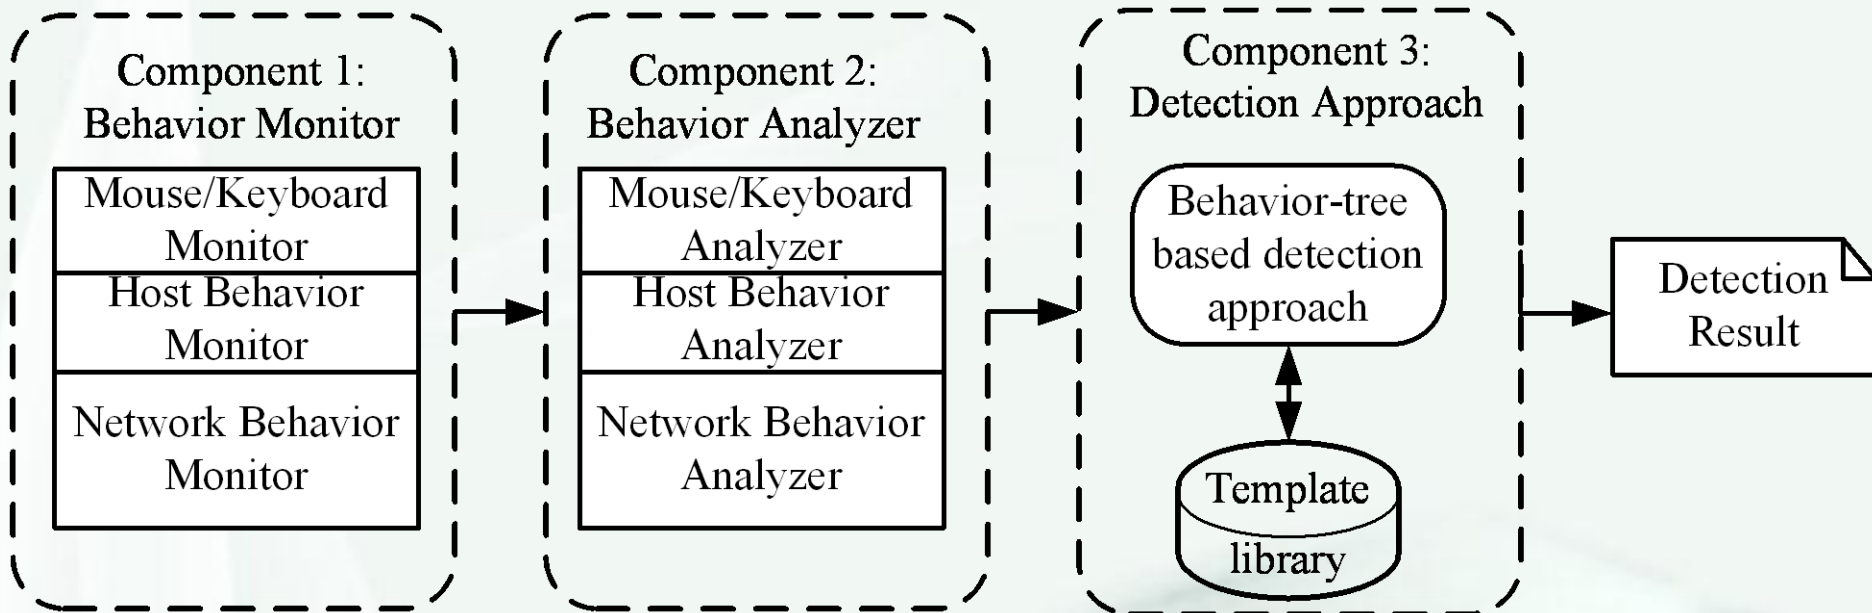 Component 1:
Behavior Monitor
Mouse/Keyboard
Monitor
Host Behavior
Monitor
Network Behavior
Monitor
Component 2:
Behavior Analyzer
Mouse/Keyboard
Analyzer
Host Behavior
Analyzer
Network Behavior
Analyzer
Component 3:
Detection Approach
Behavior-tree
based detection
approach
Template
library
Detection
Result